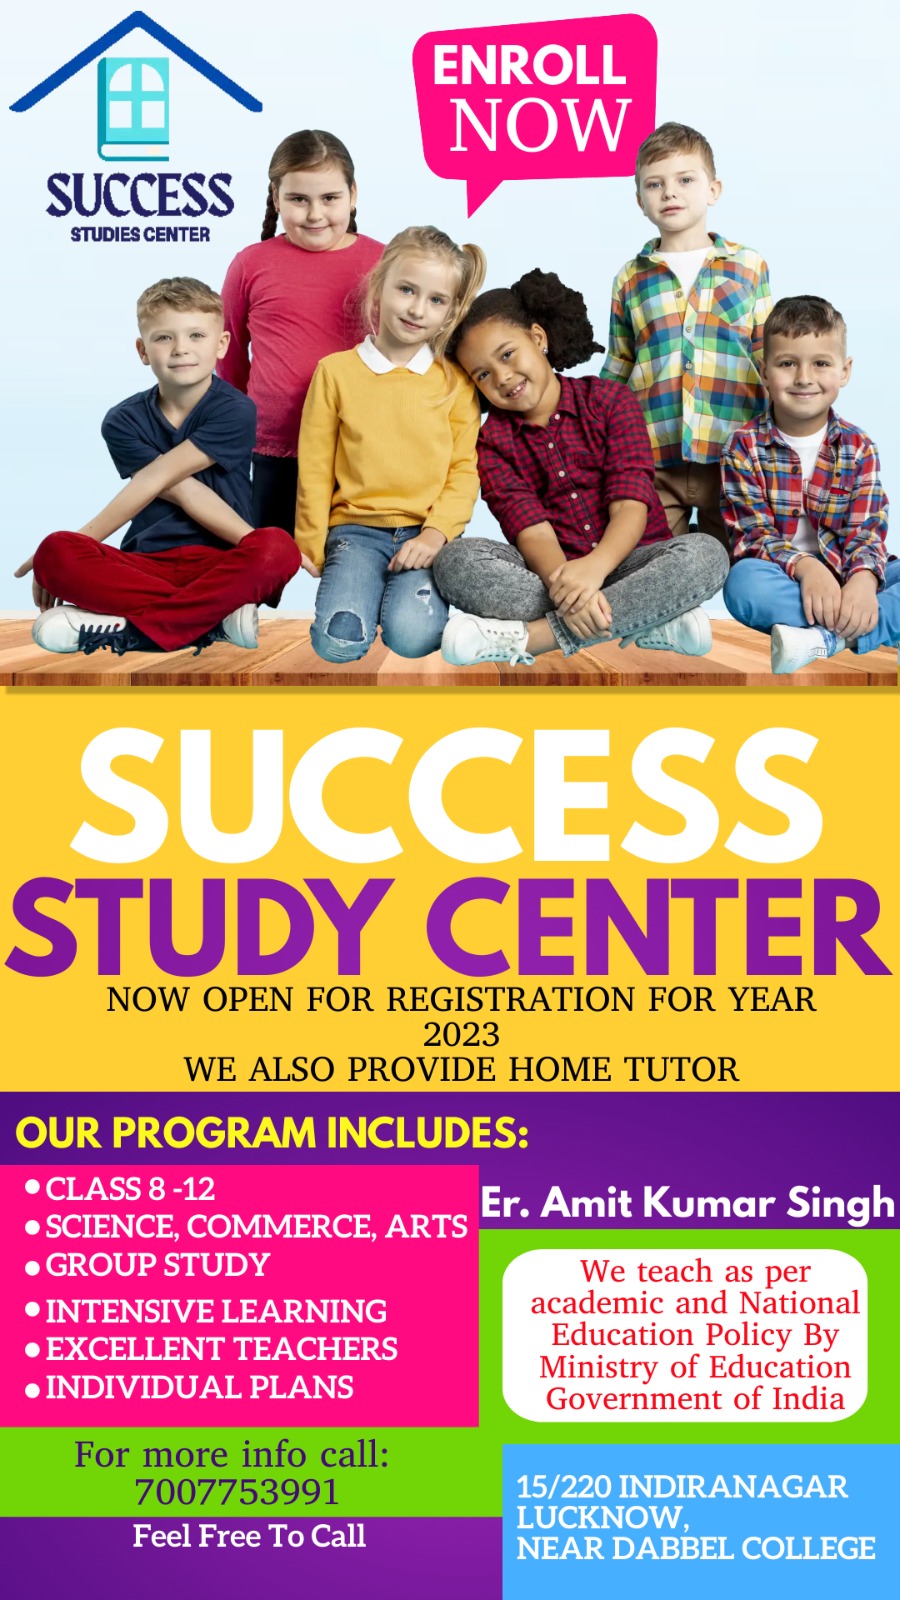 SUCCESS
STUDIES CENTER
ENROLL
NOW
SUCCESS
STUDY CENTER
NOW OPEN FOR REGISTRATION FOR YEAR
2023
WE ALSO PROVIDE HOME TUTOR
OUR PROGRAM INCLUDES:
CLASS 8 -12
SCIENCE, COMMERCE, ARTS
GROUP STUDY
INTENSIVE LEARNING
EXCELLENT TEACHERS
INDIVIDUAL PLANS
Er. Amit Kumar Singh
We teach as per
academic and National
Education Policy By
Ministry of Education
Government of India
For more info call:
7007753991
Feel Free To Call
15/220 INDIRANAGAR
LUCKNOW,
NEAR DABBEL COLLEGE